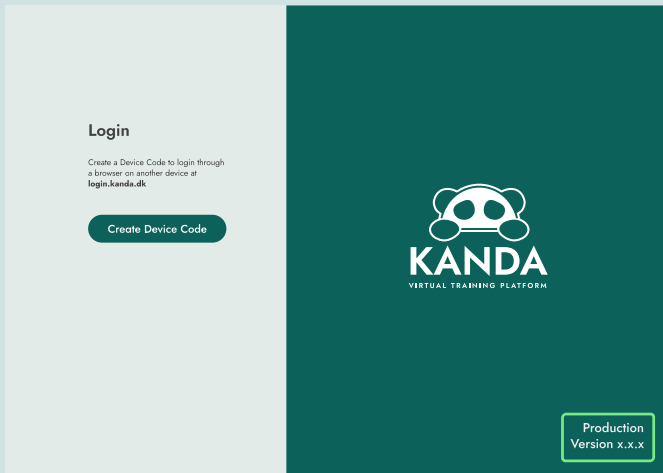 Login
Create a Device Code to login through
a browser on another device at
login.kanda.dk
Create Device Code
KANDA
VIRTUAL TRAINING PLATFORM
Production
Version x.x.x